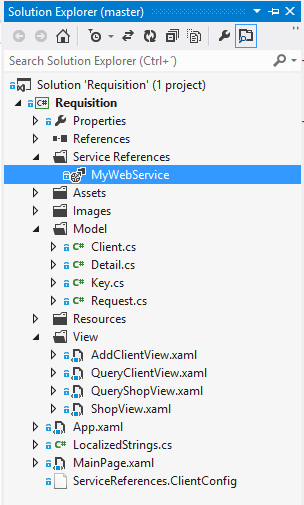 Solution Explorer (master)
Search Solution Explorer (Ctrl+´)
Solution 'Requisition' (1 project)
Requisition
Properties
References
Service References
MyWebService
Assets
Images
Model
Client.cs
Detail.cs
Key.cs
Request.cs
Resources
View
AddClientView.xaml
QueryClientView.xaml
QueryShopView.xaml
ShopView.xaml
App.xaml
LocalizedStrings.cs
MainPage.xaml
ServiceReferences.ClientConfig